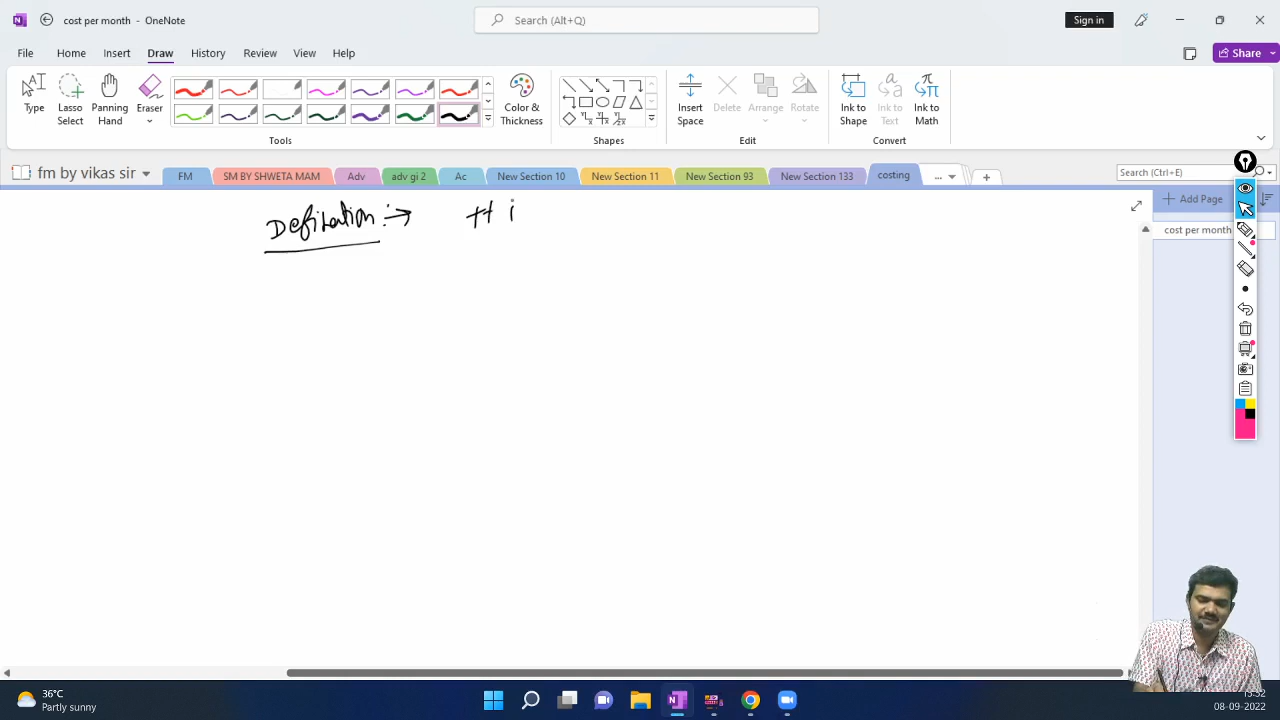 cost per month - OneNote
Search (Alt+Q)
Sign in
File Home Insert Draw History Review View Help
Share
Type
Lasso Select
Panning Hand
Eraser
Color & Thickness
Insert Space
Delete
Arrange
Rotate
Ink to Shape
Ink to Text
Ink to Math
Tools
Shapes
Edit
Convert
fm by vikas sir
FM
SM BY SHWETA MAM
Adv
adv gi 2
Ac
New Section 10
New Section 11
New Section 93
New Section 133
costing
...
Search (Ctrl+E)
Add Page
cost per month
Defination :→ # i
36°C
Partly sunny
08-09-2022